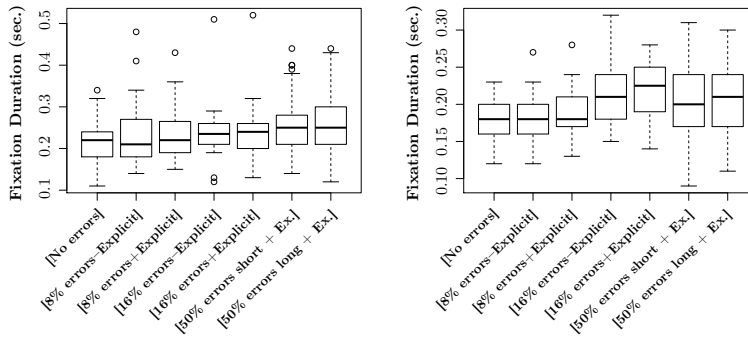 Fixation Duration (sec.)
0.1
0.2
0.3
0.4
0.5
[No errors]
[8% errors−Explicit]
[8% errors+Explicit]
[16% errors−Explicit]
[16% errors+Explicit]
[50% errors short + Ex.]
[50% errors long + Ex.]
Fixation Duration (sec.)
0.10
0.15
0.20
0.25
0.30
[No errors]
[8% errors−Explicit]
[8% errors+Explicit]
[16% errors−Explicit]
[16% errors+Explicit]
[50% errors short + Ex.]
[50% errors long + Ex.]